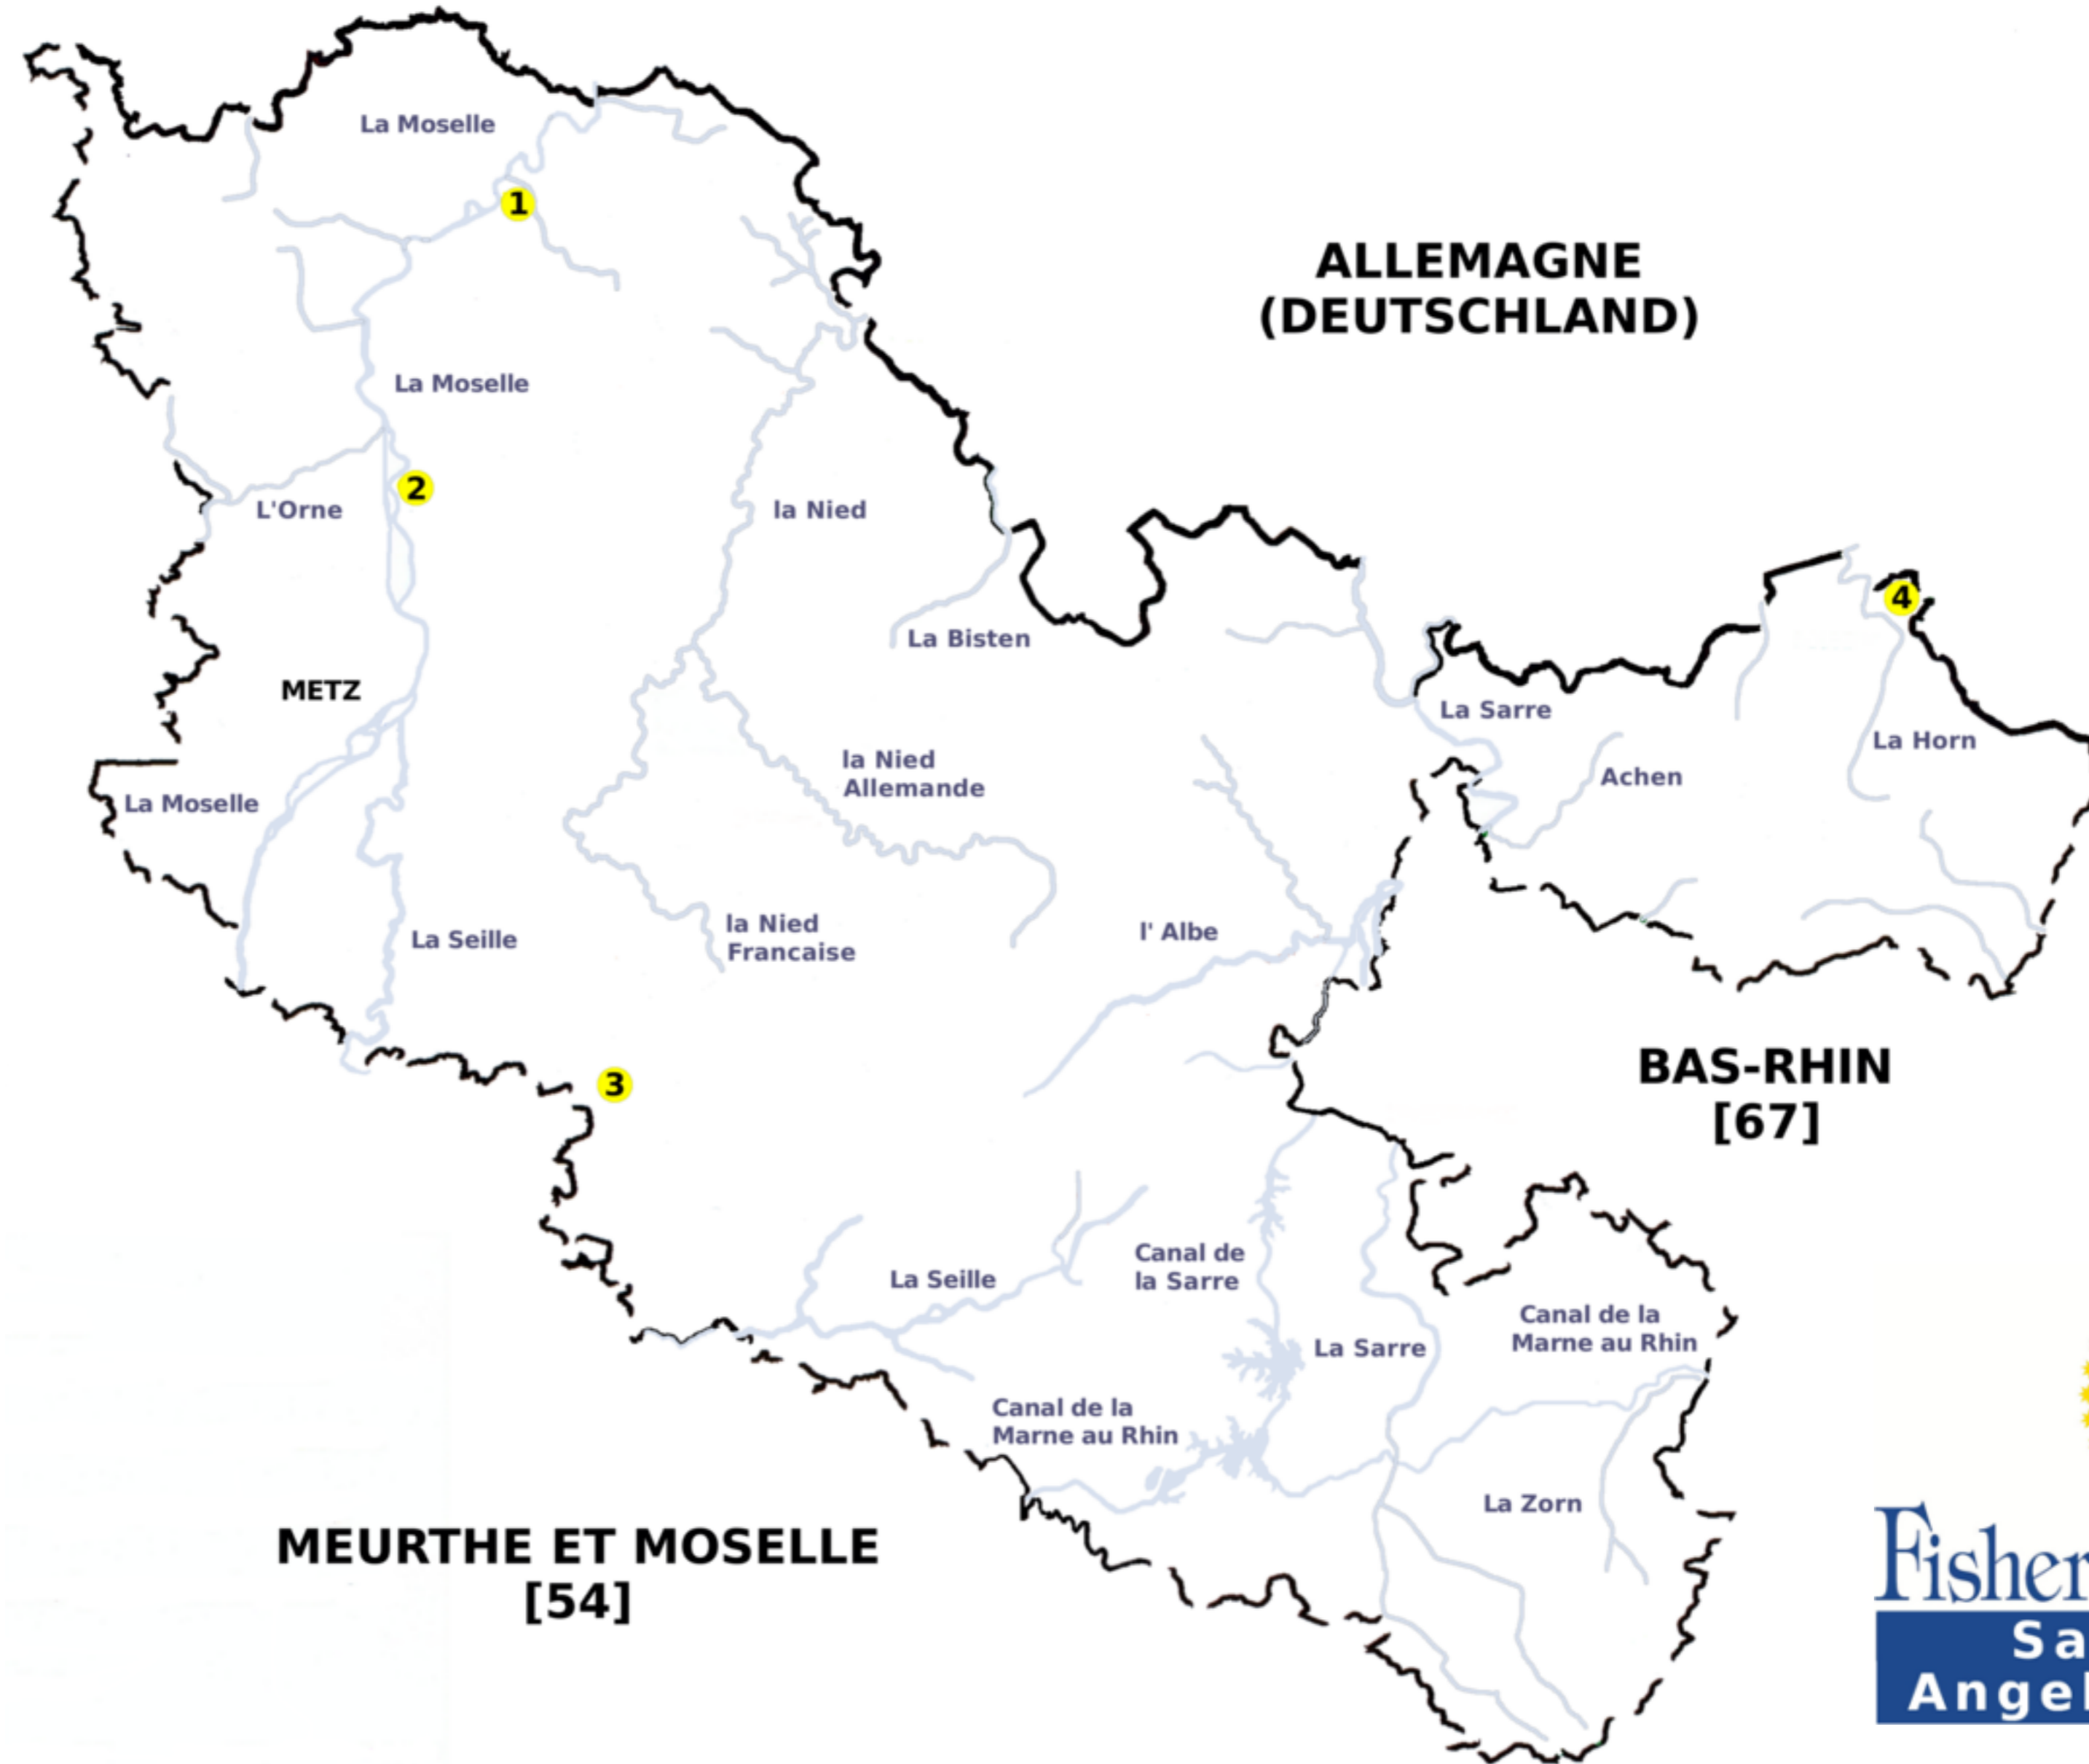 La Moselle
1
ALLEMAGNE
(DEUTSCHLAND)
La Moselle
2
L'Orne
la Nied
4
La Bisten
METZ
La Sarre
La Horn
la Nied
Allemande
Achen
La Moselle
la Nied
Francaise
l' Albe
La Seille
3
BAS-RHIN
[67]
La Seille
Canal de
la Sarre
Canal de la
Marne au Rhin
La Sarre
Canal de la
Marne au Rhin
La Zorn
MEURTHE ET MOSELLE
[54]
Fisher
Sa
Angel